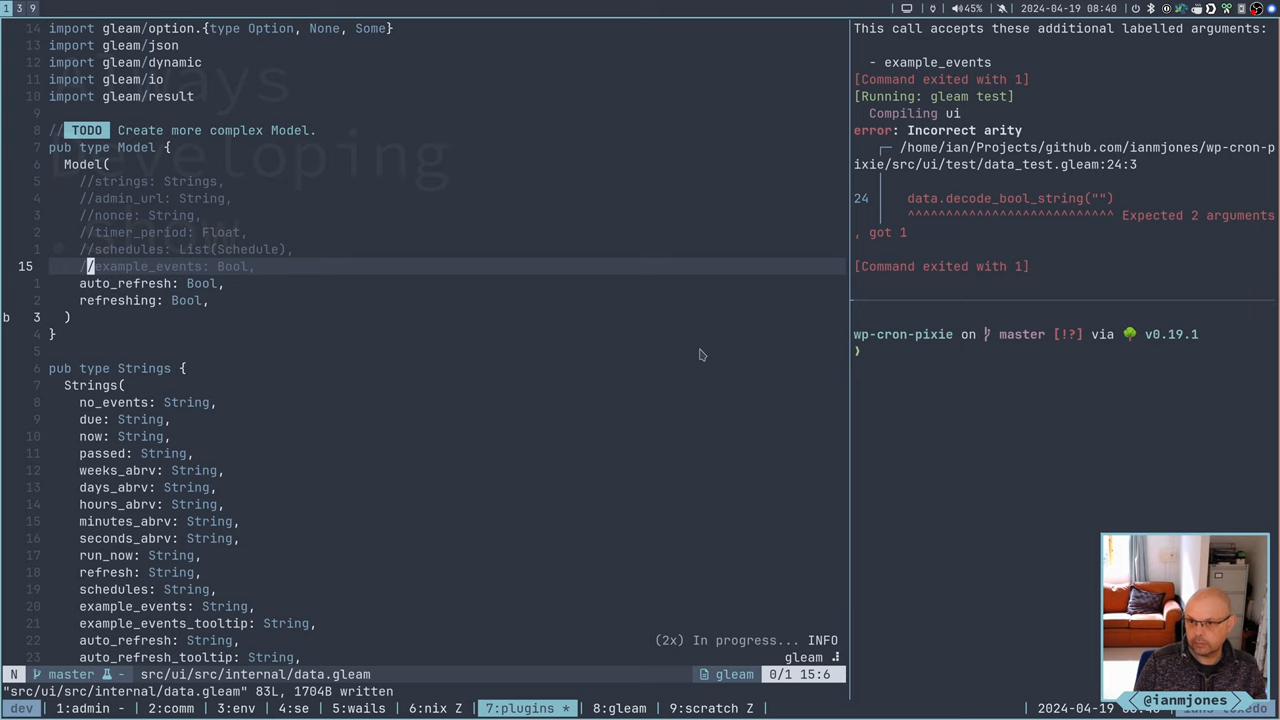 1 3 9
45%
2024-04-19 08:40
14 import gleam/option.{type Option, None, Some}
13 import gleam/json
12 import gleam/dynamic
11 import gleam/io
10 import gleam/result
9
8 // TODO Create more complex Model.
7 pub type Model {
6 Model(
5 //strings: Strings,
4 //admin_url: String,
3 //nonce: String,
2 //timer_period: Float,
1 //schedules: List(Schedule),
15 //example_events: Bool,
1 auto_refresh: Bool,
2 refreshing: Bool,
b 3 )
4 }
5
6 pub type Strings {
7 Strings(
8 no_events: String,
9 due: String,
10 now: String,
11 passed: String,
12 weeks_abrv: String,
13 days_abrv: String,
14 hours_abrv: String,
15 minutes_abrv: String,
16 seconds_abrv: String,
17 run_now: String,
18 refresh: String,
19 schedules: String,
20 example_events: String,
21 example_events_tooltip: String,
22 auto_refresh: String,
23 auto_refresh_tooltip: String,
(2x) In progress... INFO
gleam
Developing
N master - src/ui/src/internal/data.gleam gleam 0/1 15:6
"src/ui/src/internal/data.gleam" 83L, 1704B written
This call accepts these additional labelled arguments:
- example_events
[Command exited with 1]
[Running: gleam test]
Compiling ui
error: Incorrect arity
/home/ian/Projects/github.com/ianmjones/wp-cron-p
ixie/src/ui/test/data_test.gleam:24:3
24 data.decode_bool_string("")
^^^^^^^^^^^^^^^^^^^^^^^^^^^ Expected 2 arguments
, got 1
[Command exited with 1]
wp-cron-pixie on master [!?] via v0.19.1
❯
@ianmjones
dev 1:admin - 2:comm 3:env 4:se 5:wails 6:nix Z 7:plugins * 8:gleam 9:scratch Z 2024-04-19